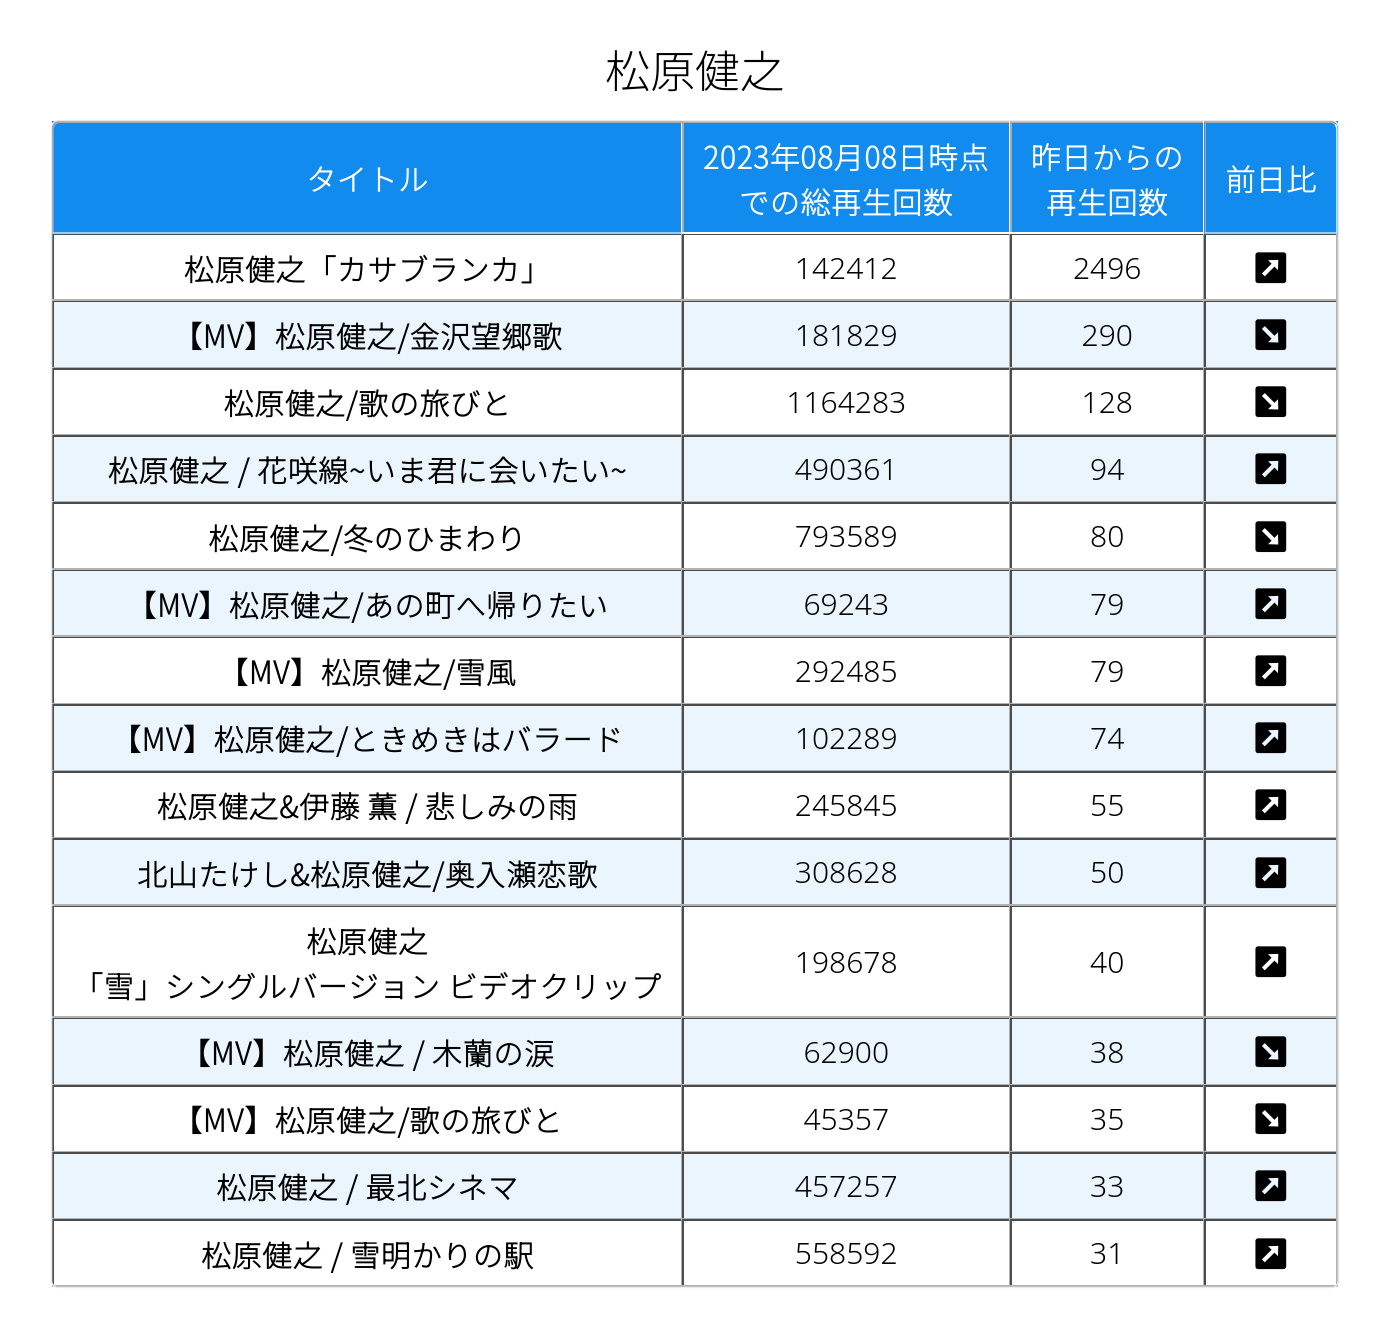 松原健之
タイトル
2023年08月08日時点
での総再生回数
昨日からの
再生回数
前日比
松原健之「カサブランカ」 142412 2496
【MV】松原健之/金沢望郷歌 181829 290
松原健之/歌の旅びと 1164283 128
松原健之 / 花咲線~いま君に会いたい~ 490361 94
松原健之/冬のひまわり 793589 80
【MV】松原健之/あの町へ帰りたい 69243 79
【MV】松原健之/雪風 292485 79
【MV】松原健之/ときめきはバラード 102289 74
松原健之&伊藤 薫 / 悲しみの雨 245845 55
北山たけし&松原健之/奥入瀬恋歌 308628 50
松原健之
「雪」シングルバージョン ビデオクリップ 198678 40
【MV】松原健之 / 木蘭の涙 62900 38
【MV】松原健之/歌の旅びと 45357 35
松原健之 / 最北シネマ 457257 33
松原健之 / 雪明かりの駅 558592 31